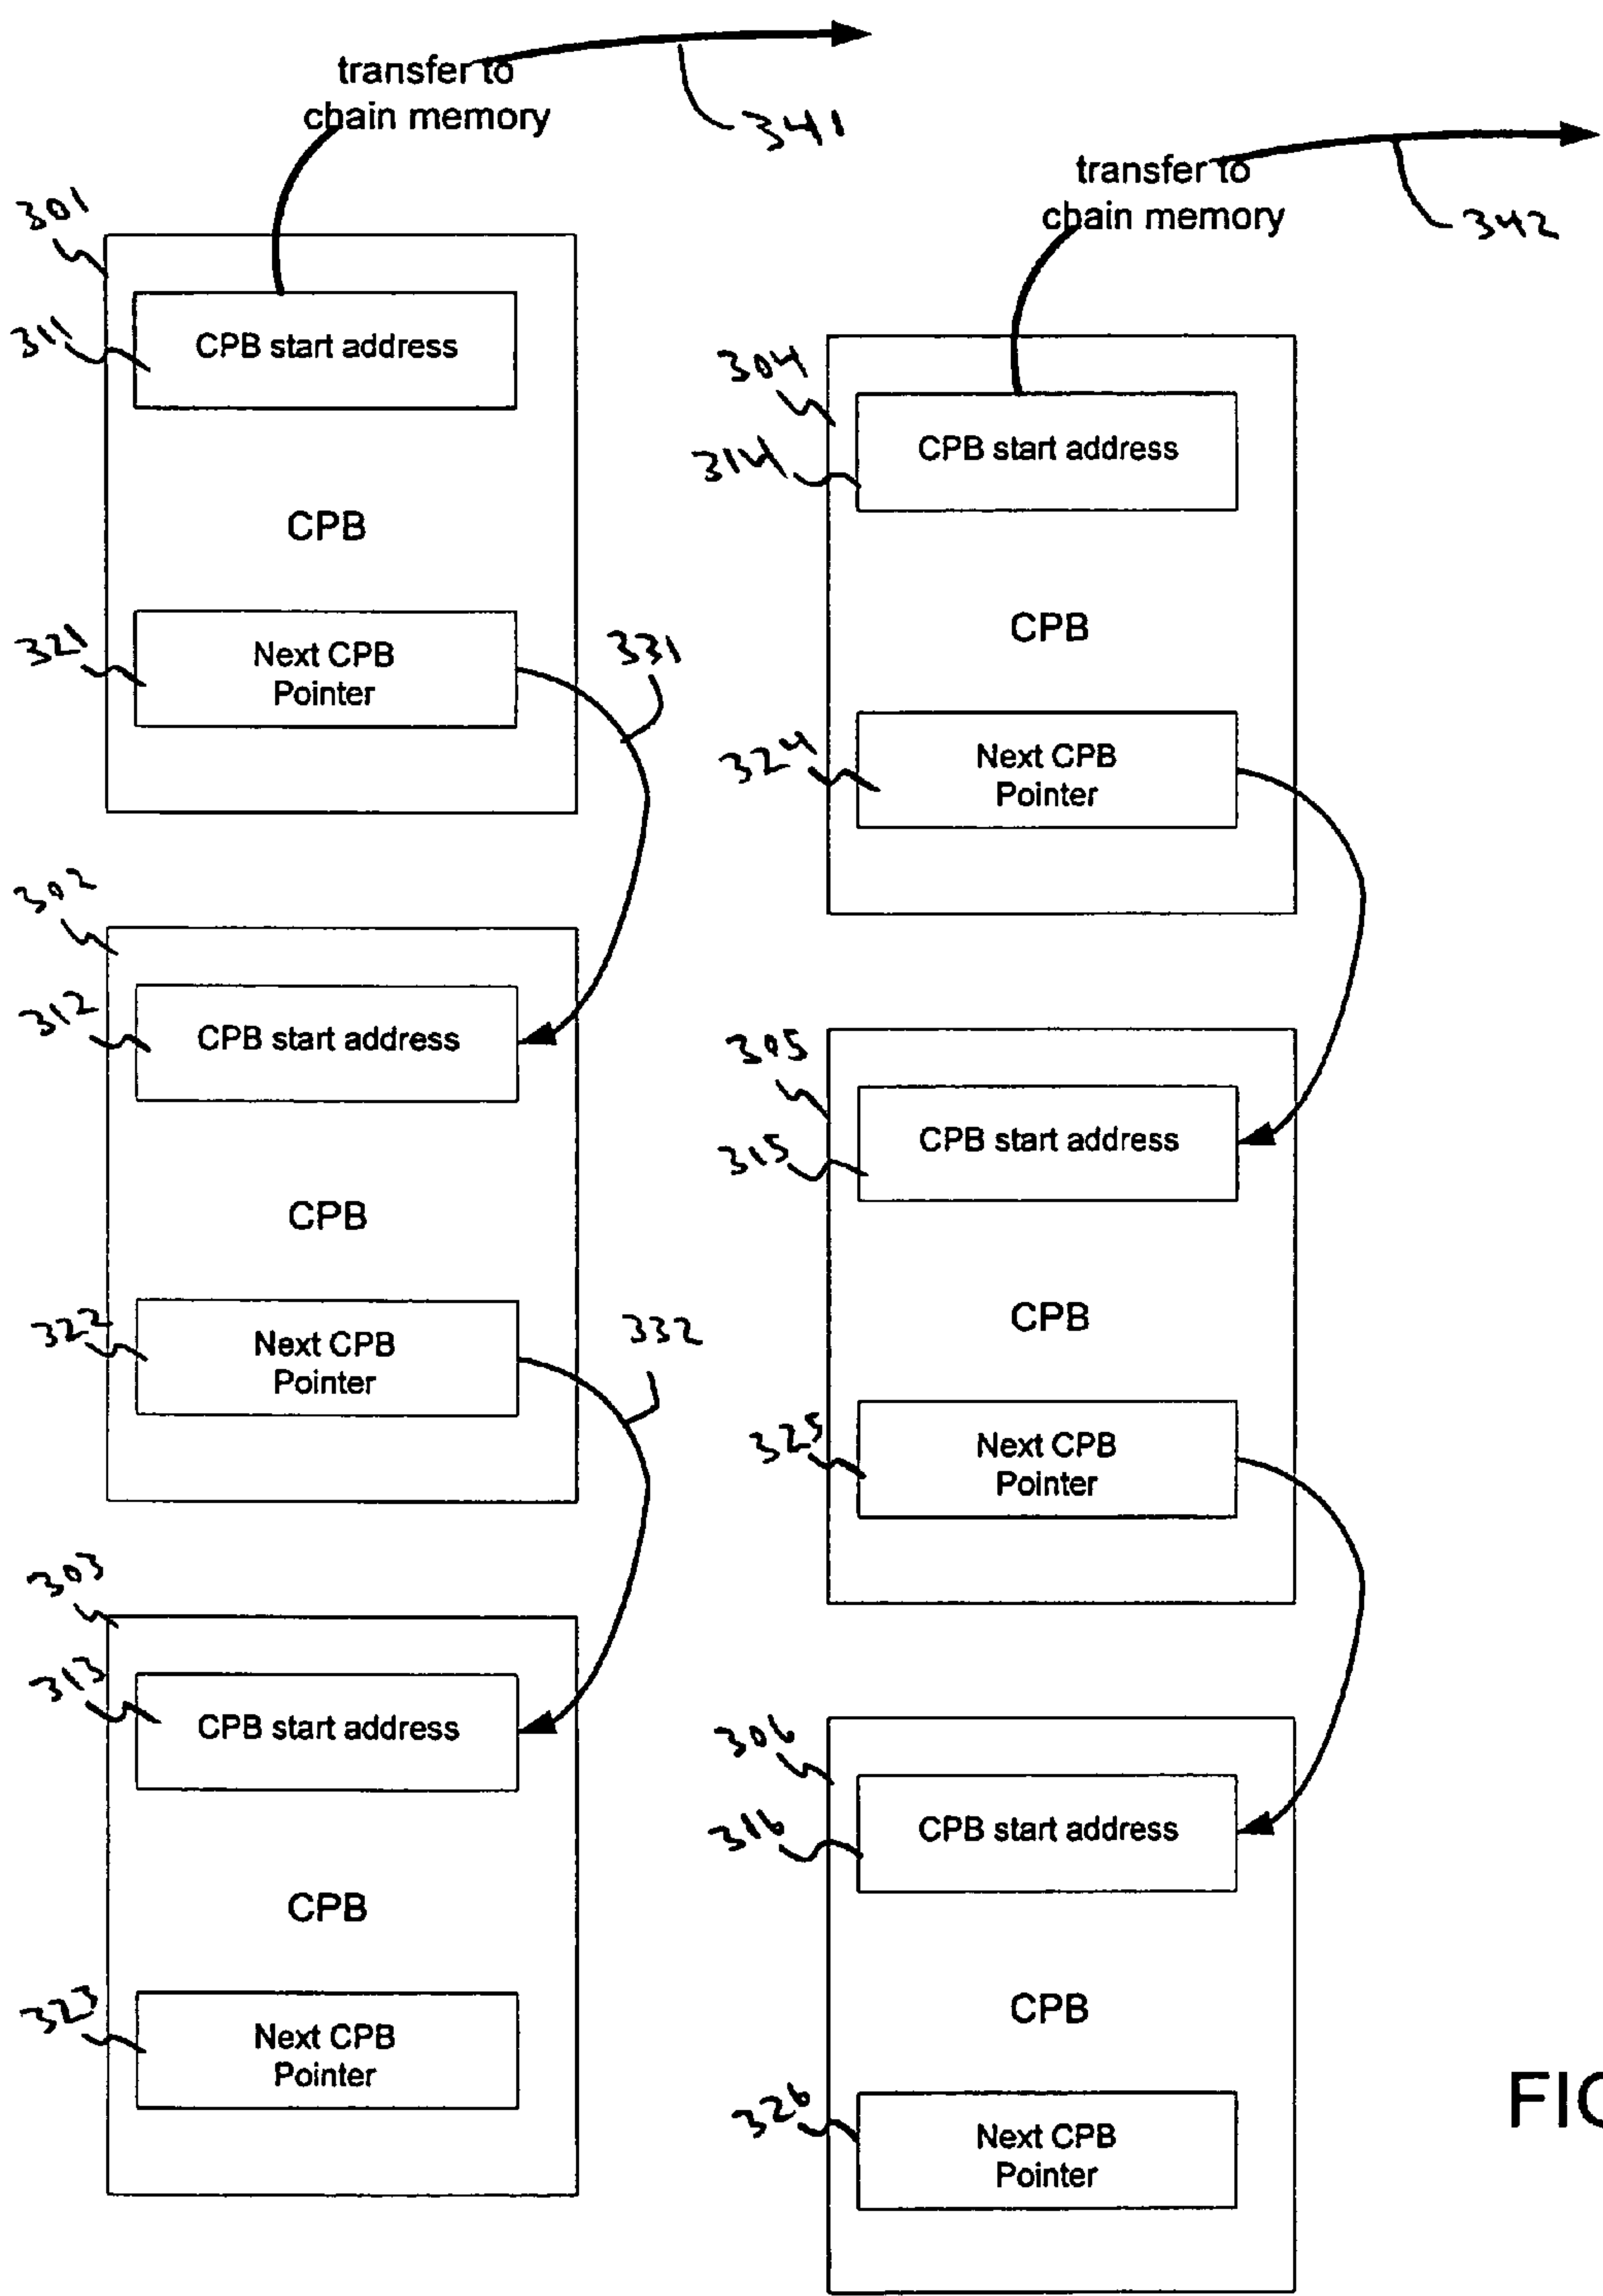 transfer to
chain memory
341
301
311
CPB start address
CPB
321
Next CPB
Pointer
331
302
312
CPB start address
CPB
322
Next CPB
Pointer
332
303
313
CPB start address
CPB
323
Next CPB
Pointer
transfer to
chain memory
342
304
314
CPB start address
CPB
324
Next CPB
Pointer
305
315
CPB start address
CPB
325
Next CPB
Pointer
306
316
CPB start address
CPB
326
Next CPB
Pointer